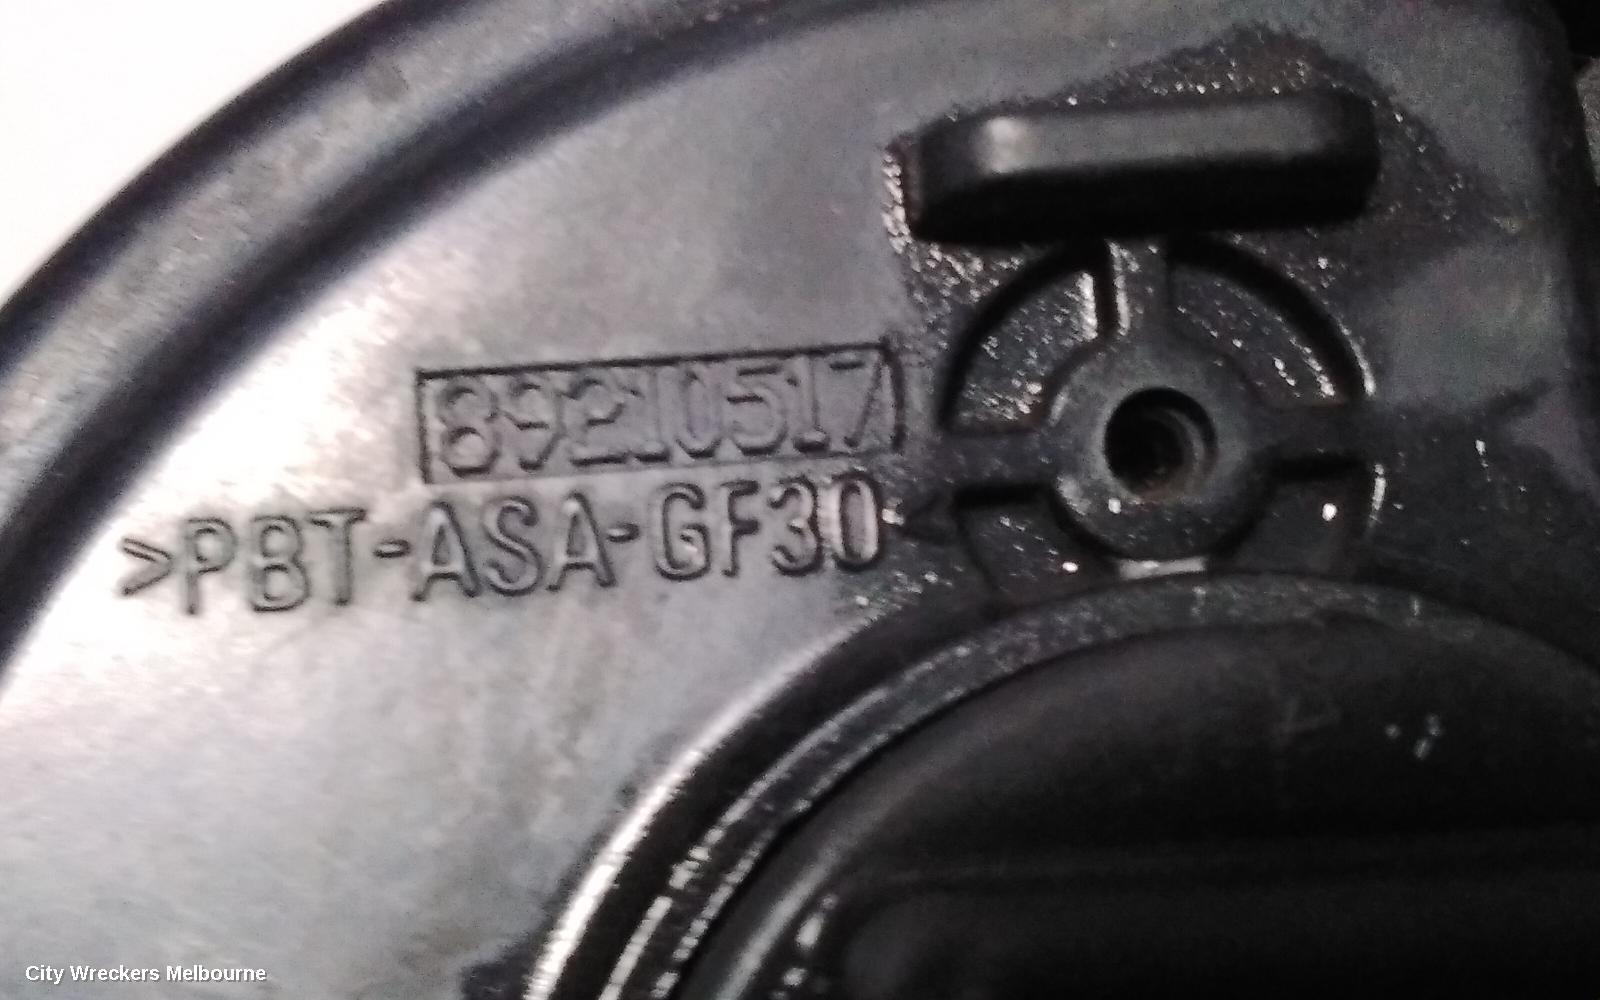 89210517
>PBT-ASA-GF30<
City Wreckers Melbourne